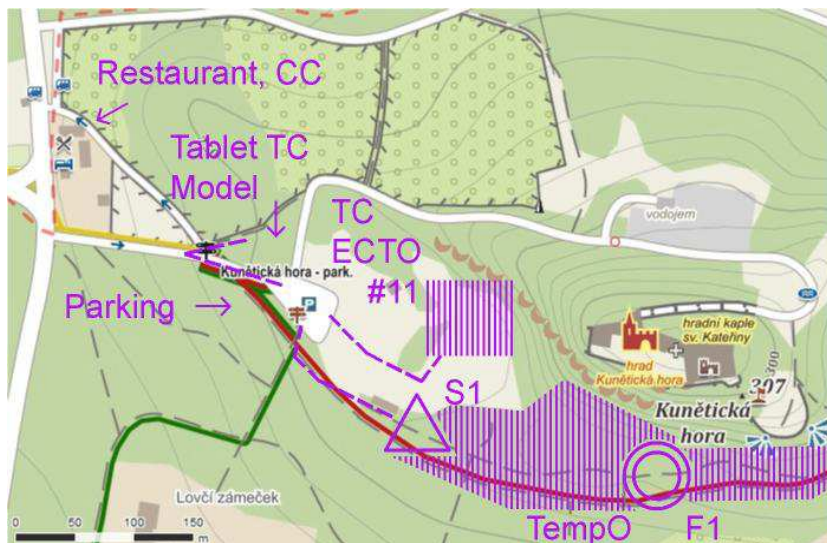 Restaurant, CC
Tablet TC
Model
TC
ECTO
#11
vodojem
Kunětická hora - park.
P
Parking
hradní kaple
sv. Kateřiny
hrad
Kunětická hora
300
307
S1
Kunětická
hora
Lovčí zámeček
TempO
F1
0 50 100 150
m